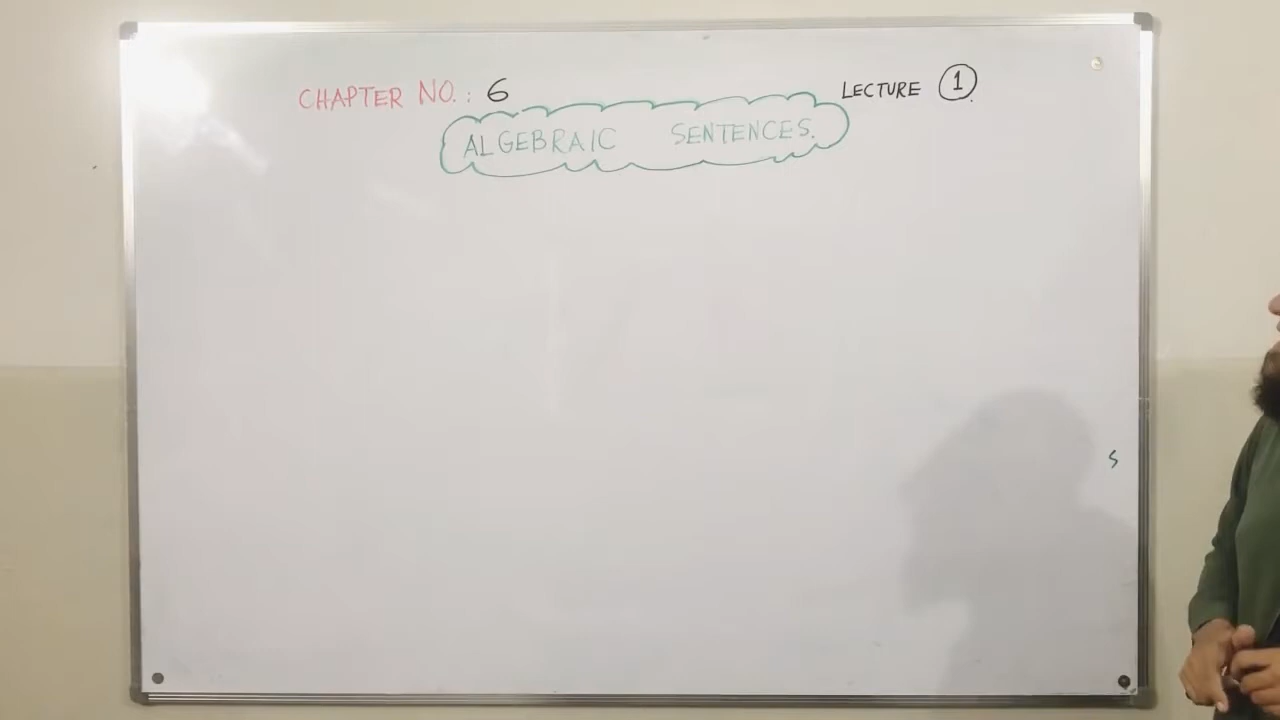 CHAPTER NO. : 6
LECTURE 1.
ALGEBRAIC SENTENCES.
S